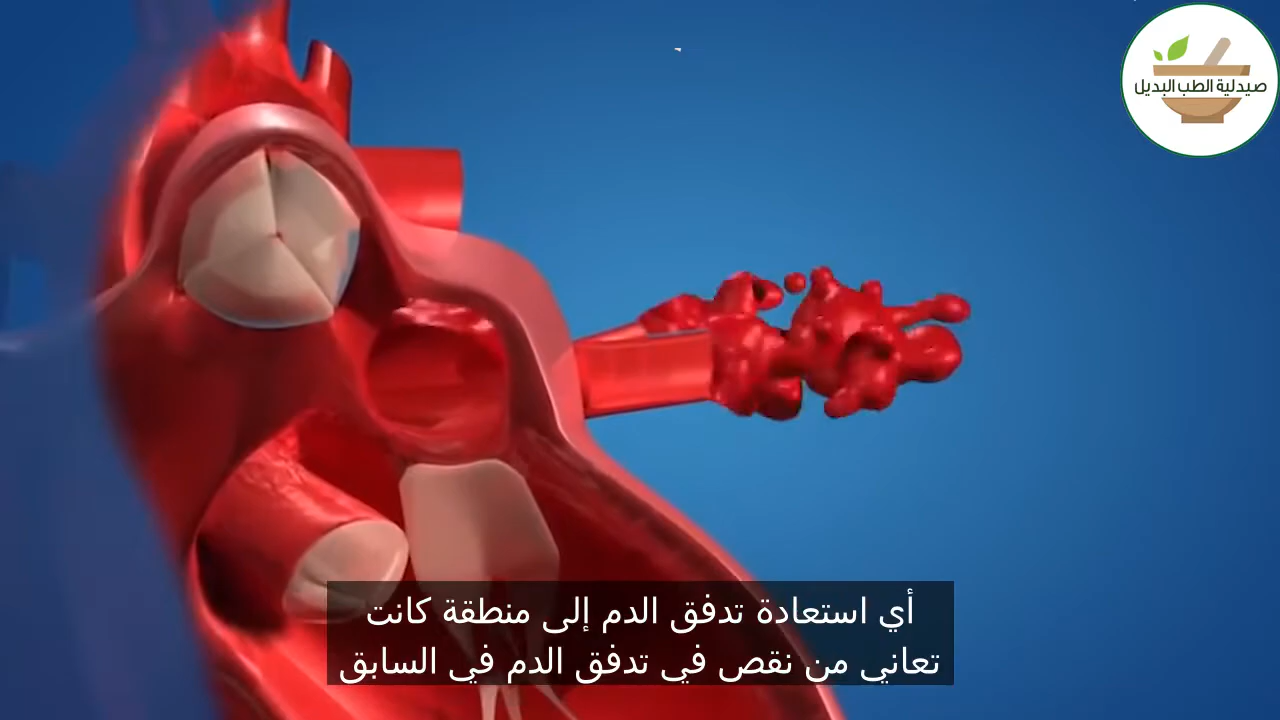 صيدلية الطب البديل
أي استعادة تدفق الدم إلى منطقة كانت
تعاني من نقص في تدفق الدم في السابق